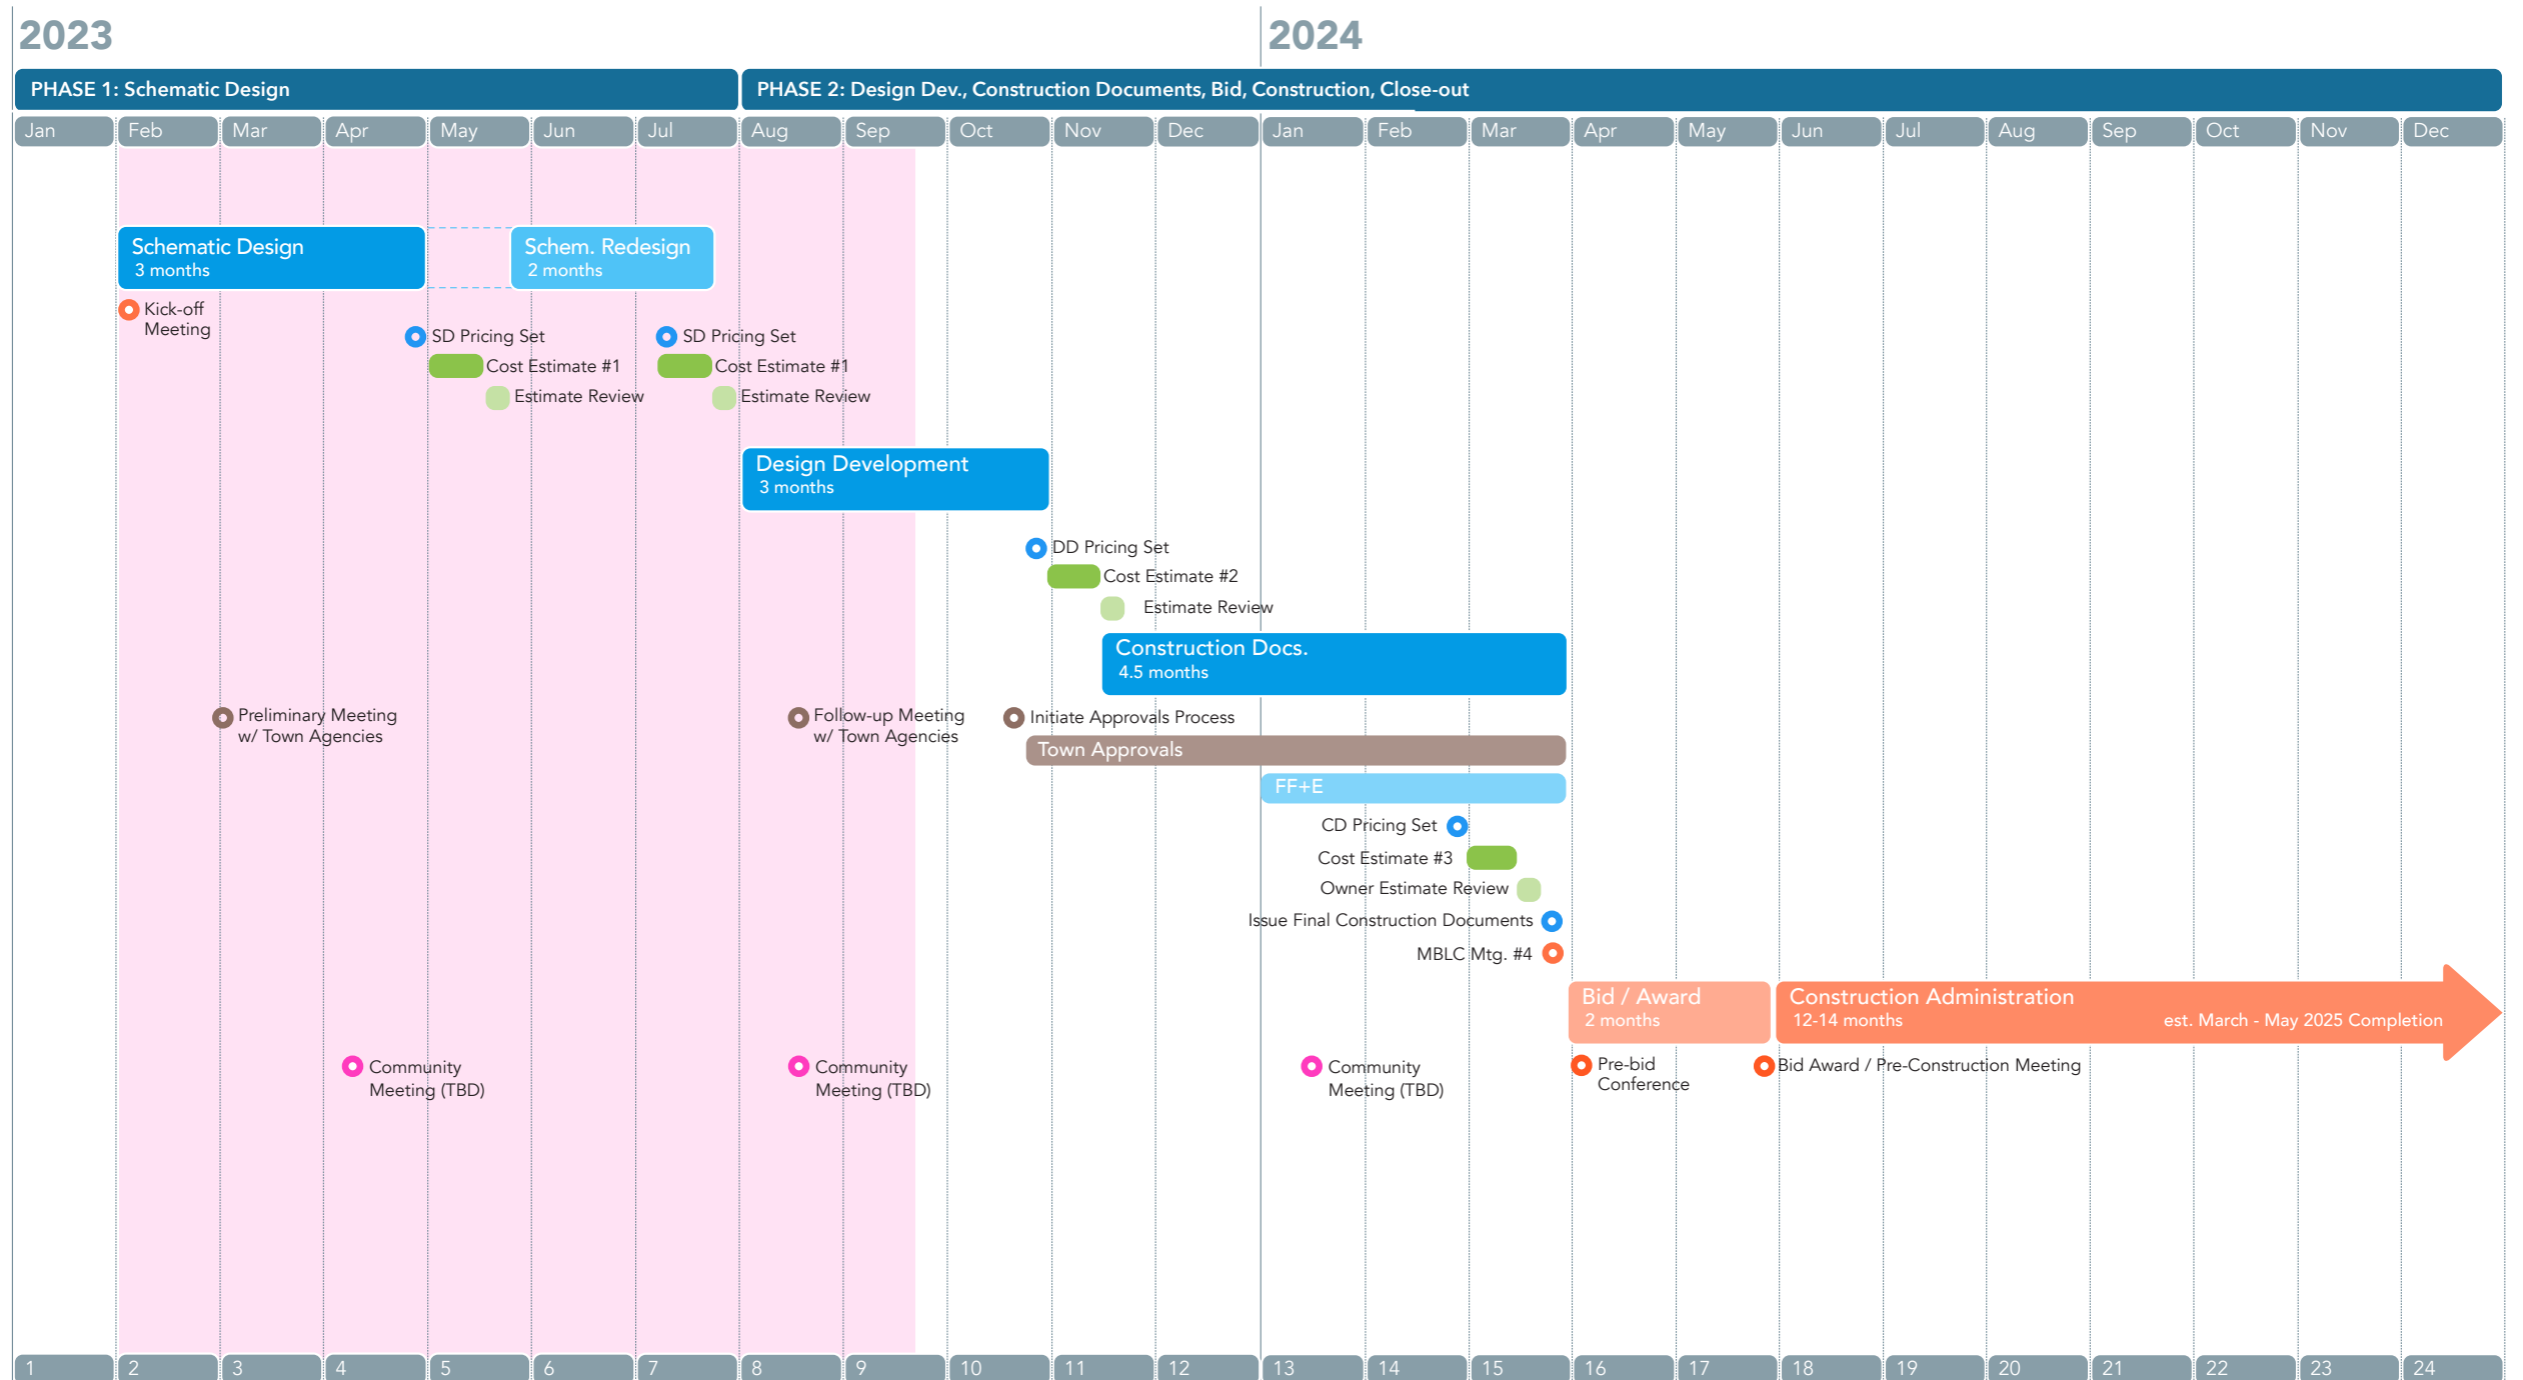 2023
2024
PHASE 1: Schematic Design
PHASE 2: Design Dev., Construction Documents, Bid, Construction, Close-out
Jan
Feb
Mar
Apr
May
Jun
Jul
Aug
Sep
Oct
Nov
Dec
Jan
Feb
Mar
Apr
May
Jun
Jul
Aug
Sep
Oct
Nov
Dec
Schematic Design
3 months
Schem. Redesign
2 months
Kick-off
Meeting
SD Pricing Set
SD Pricing Set
Cost Estimate #1
Cost Estimate #1
Estimate Review
Estimate Review
Design Development
3 months
DD Pricing Set
Cost Estimate #2
Estimate Review
Construction Docs.
4.5 months
Preliminary Meeting
w/ Town Agencies
Follow-up Meeting
w/ Town Agencies
Initiate Approvals Process
Town Approvals
FF+E
CD Pricing Set
Cost Estimate #3
Owner Estimate Review
Issue Final Construction Documents
MBLC Mtg. #4
Bid / Award
2 months
Construction Administration
12-14 months
est. March - May 2025 Completion
Community
Meeting (TBD)
Community
Meeting (TBD)
Community
Meeting (TBD)
Pre-bid
Conference
Bid Award / Pre-Construction Meeting
1
2
3
4
5
6
7
8
9
10
11
12
13
14
15
16
17
18
19
20
21
22
23
24